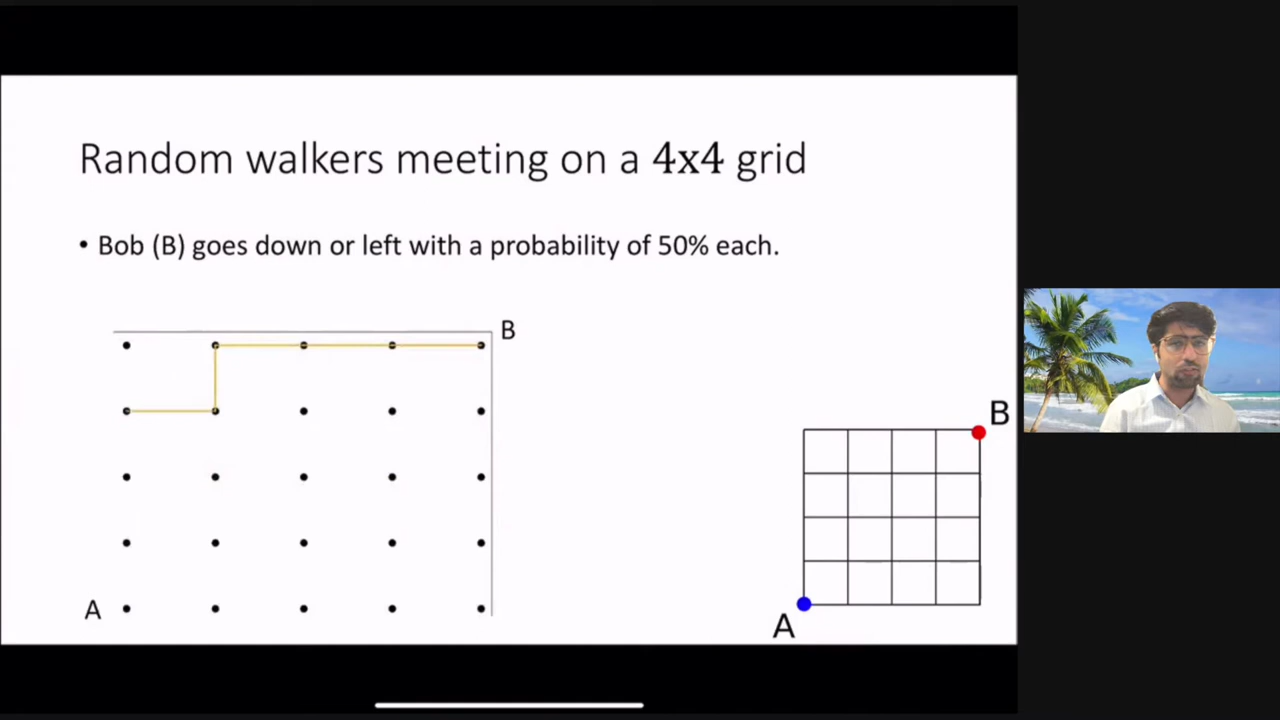 Random walkers meeting on a 4x4 grid
• Bob (B) goes down or left with a probability of 50% each.
B
A
B
A